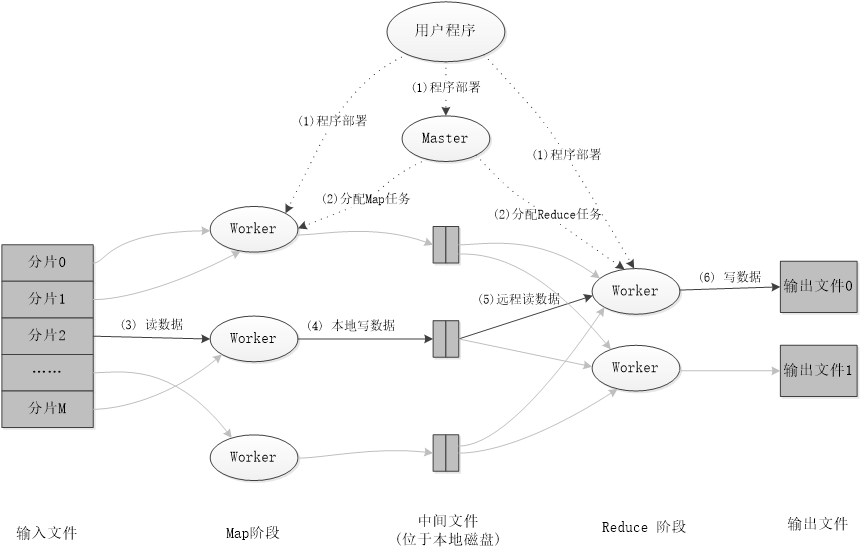 用户程序
(1)程序部署
(1)程序部署
Master
(1)程序部署
(2)分配Map任务
(2)分配Reduce任务
Worker
分片0
分片1
分片2
……
分片M
(3) 读数据
Worker
(4) 本地写数据
(5)远程读数据
Worker
(6) 写数据
输出文件0
Worker
输出文件1
Worker
输入文件
Map阶段
中间文件
(位于本地磁盘)
Reduce 阶段
输出文件